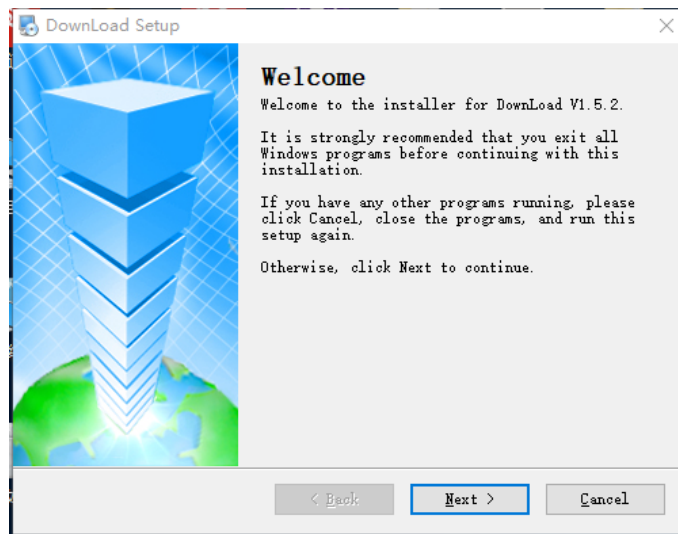 DownLoad Setup
Welcome
Welcome to the installer for DownLoad V1.5.2.
It is strongly recommended that you exit all
Windows programs before continuing with this
installation.
If you have any other programs running, please
click Cancel, close the programs, and run this
setup again.
Otherwise, click Next to continue.
< Back
Next >
Cancel